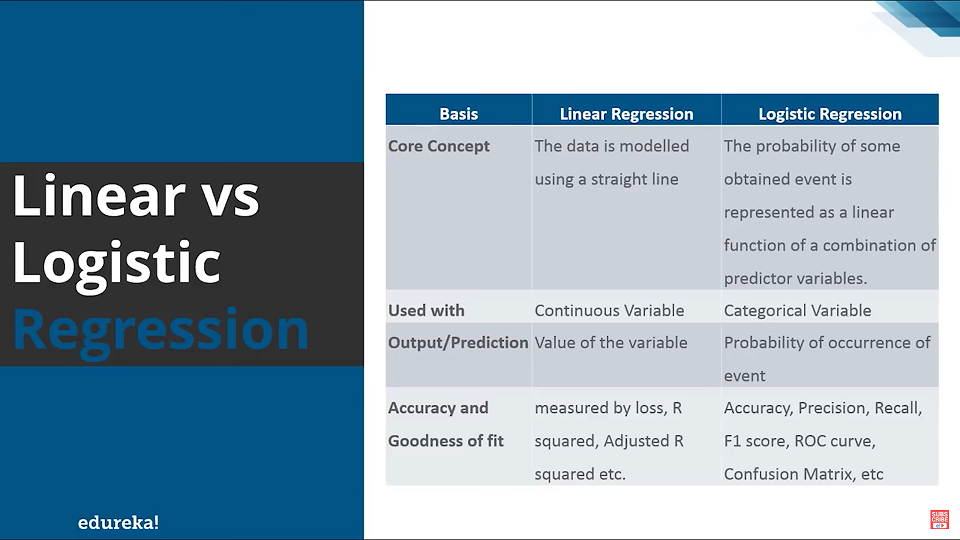 Linear vs
Logistic
Regression
Basis Linear Regression Logistic Regression
Core Concept The data is modelled The probability of some
using a straight line obtained event is
represented as a linear
function of a combination of
predictor variables.
Used with Continuous Variable Categorical Variable
Output/Prediction Value of the variable Probability of occurrence of
event
Accuracy and measured by loss, R Accuracy, Precision, Recall,
Goodness of fit squared, Adjusted R F1 score, ROC curve,
squared etc. Confusion Matrix, etc
edureka!
SUBS
CRIBE